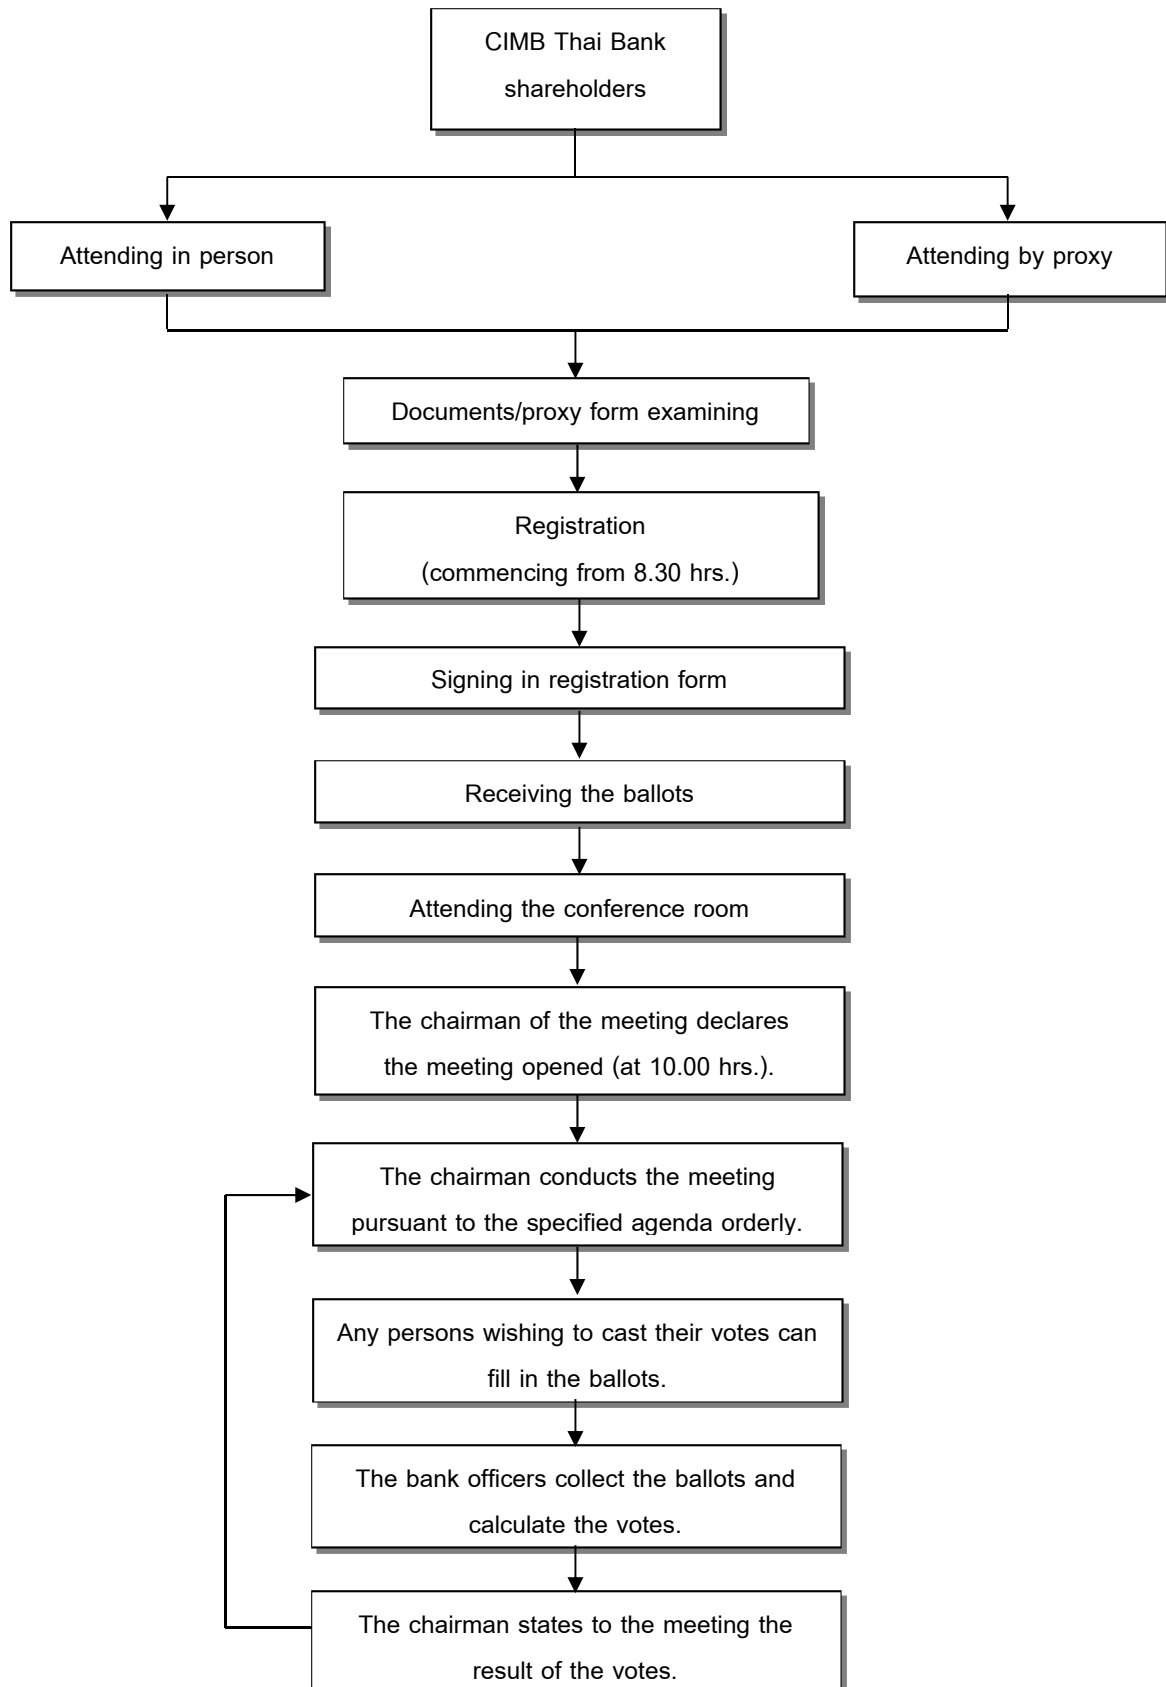 CIMB Thai Bank
shareholders
Attending in person
Attending by proxy
Documents/proxy form examining
Registration
(commencing from 8.30 hrs.)
Signing in registration form
Receiving the ballots
Attending the conference room
The chairman of the meeting declares
the meeting opened (at 10.00 hrs.).
The chairman conducts the meeting
pursuant to the specified agenda orderly.
Any persons wishing to cast their votes can
fill in the ballots.
The bank officers collect the ballots and
calculate the votes.
The chairman states to the meeting the
result of the votes.